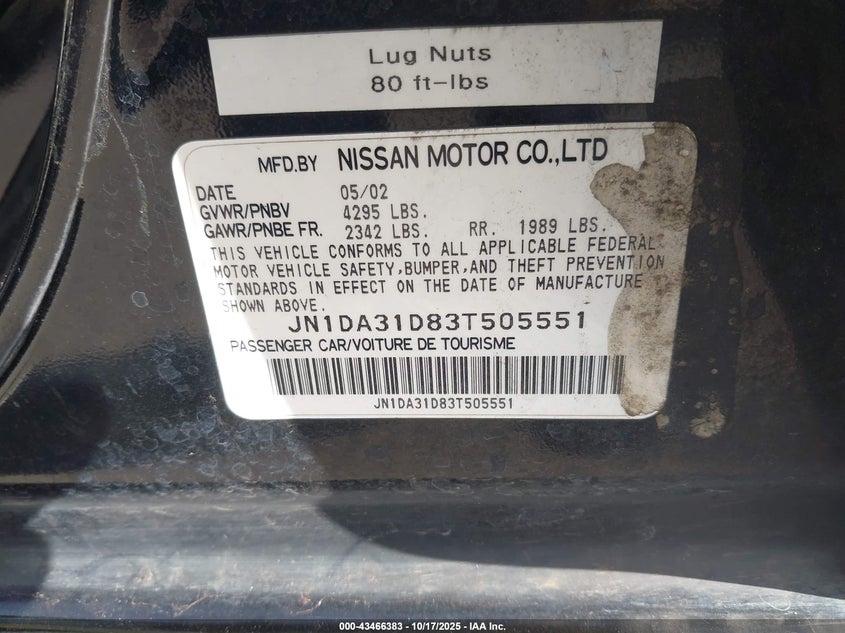 Lug Nuts
80 ft-lbs
MFD.BY NISSAN MOTOR CO.,LTD
DATE 05/02
GVWR/PNBV 4295 LBS.
GAWR/PNBE FR. 2342 LBS. RR. 1989 LBS.
THIS VEHICLE CONFORMS TO ALL APPLICABLE FEDERAL
MOTOR VEHICLE SAFETY,BUMPER,AND THEFT PREVENTION
STANDARDS IN EFFECT ON THE DATE OF MANUFACTURE
SHOWN ABOVE.
JN1DA31D83T505551
PASSENGER CAR/VOITURE DE TOURISME
JN1DA31D83T505551
000-43466383 - 10/17/2025 - IAA Inc.